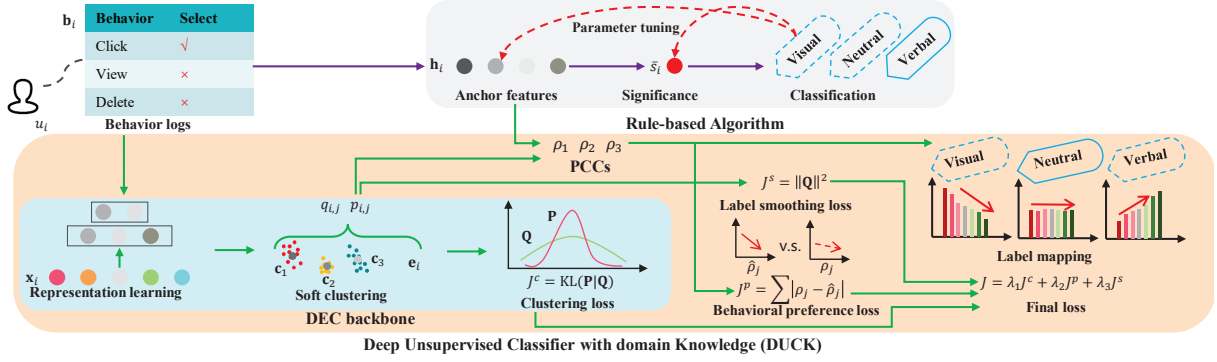 b_i
Behavior Select
Click √
View ×
Delete ×
Behavior logs
u_i
Parameter tuning
h_i
s̄_i
Visual
Neutral
Verbal
Anchor features
Significance
Classification
Rule-based Algorithm
ρ_1 ρ_2 ρ_3
PCCs
Visual
Neutral
Verbal
Label mapping
J^s = ‖Q‖^2
Label smoothing loss
q_{i,j} p_{i,j}
c_1
c_2
c_3
e_i
Soft clustering
x_i
Representation learning
P
Q
J^c = KL(P|Q)
Clustering loss
v.s.
ρ̂_j
ρ_j
J^p = ∑|ρ_j − ρ̂_j|
Behavioral preference loss
J = λ_1J^c + λ_2J^p + λ_3J^s
Final loss
DEC backbone
Deep Unsupervised Classifier with domain Knowledge (DUCK)